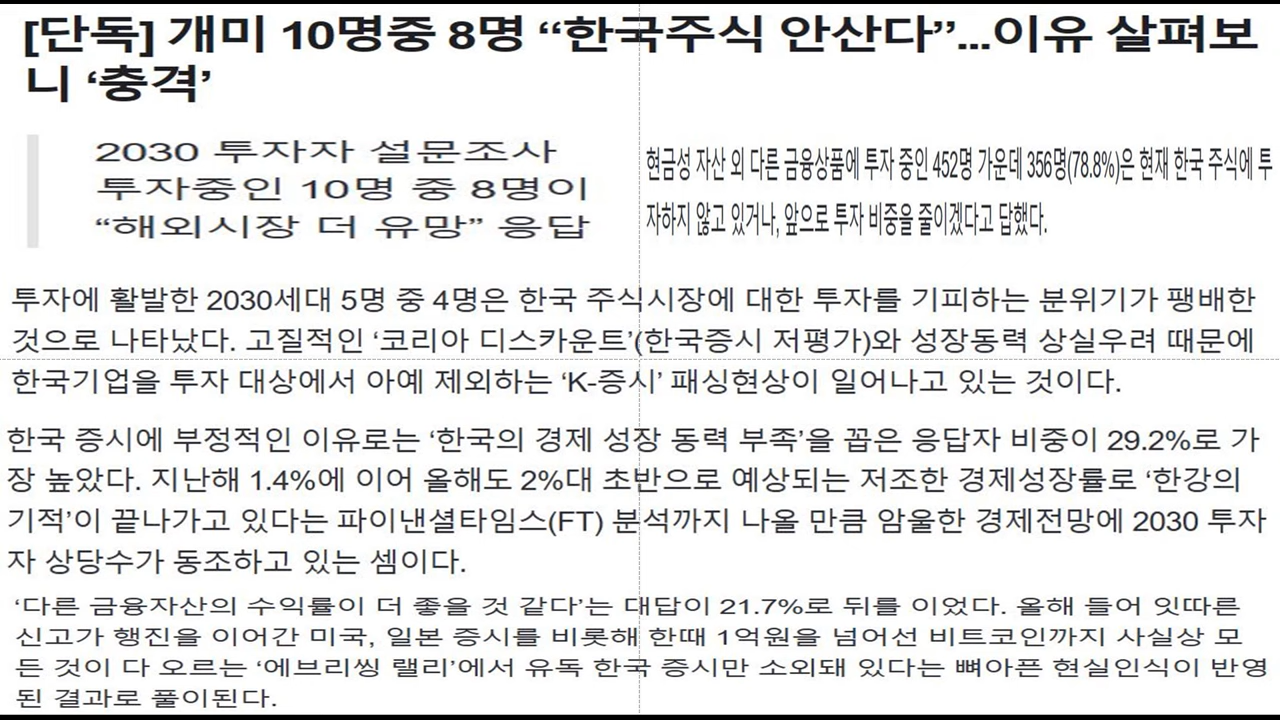 [단독] 개미 10명중 8명 “한국주식 안산다”...이유 살펴보
니 ‘충격’
2030 투자자 설문조사
투자중인 10명 중 8명이
“해외시장 더 유망” 응답
현금성 자산 외 다른 금융상품에 투자 중인 452명 가운데 356명(78.8%)은 현재 한국 주식에 투
자하지 않고 있거나, 앞으로 투자 비중을 줄이겠다고 답했다.
투자에 활발한 2030세대 5명 중 4명은 한국 주식시장에 대한 투자를 기피하는 분위기가 팽배한
것으로 나타났다. 고질적인 ‘코리아 디스카운트’(한국증시 저평가)와 성장동력 상실우려 때문에
한국기업을 투자 대상에서 아예 제외하는 ‘K-증시’ 패싱현상이 일어나고 있는 것이다.
한국 증시에 부정적인 이유로는 ‘한국의 경제 성장 동력 부족’을 꼽은 응답자 비중이 29.2%로 가
장 높았다. 지난해 1.4%에 이어 올해도 2%대 초반으로 예상되는 저조한 경제성장률로 ‘한강의
기적’이 끝나가고 있다는 파이낸셜타임스(FT) 분석까지 나올 만큼 암울한 경제전망에 2030 투자
자 상당수가 동조하고 있는 셈이다.
‘다른 금융자산의 수익률이 더 좋을 것 같다’는 대답이 21.7%로 뒤를 이었다. 올해 들어 잇따른
신고가 행진을 이어간 미국, 일본 증시를 비롯해 한때 1억원을 넘어선 비트코인까지 사실상 모
든 것이 다 오르는 ‘에브리씽 랠리’에서 유독 한국 증시만 소외돼 있다는 뼈아픈 현실인식이 반영
된 결과로 풀이된다.